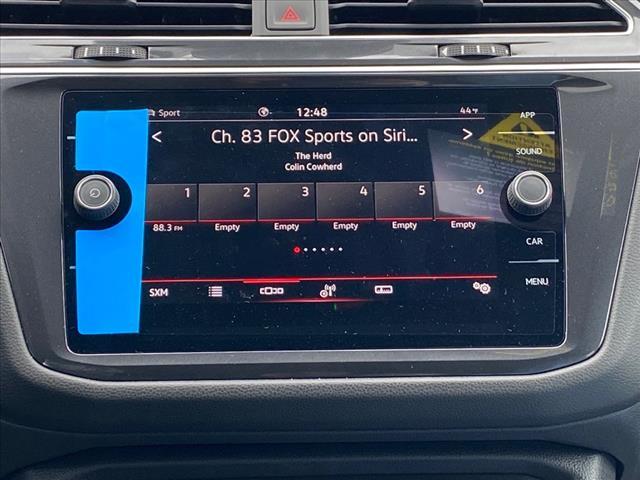 Sport 12:48 44°F
APP
Ch. 83 FOX Sports on Siri...
SOUND
The Herd
Colin Cowherd
1 2 3 4 5 6
88.3 FM Empty Empty Empty Empty Empty
CAR
MENU
SXM